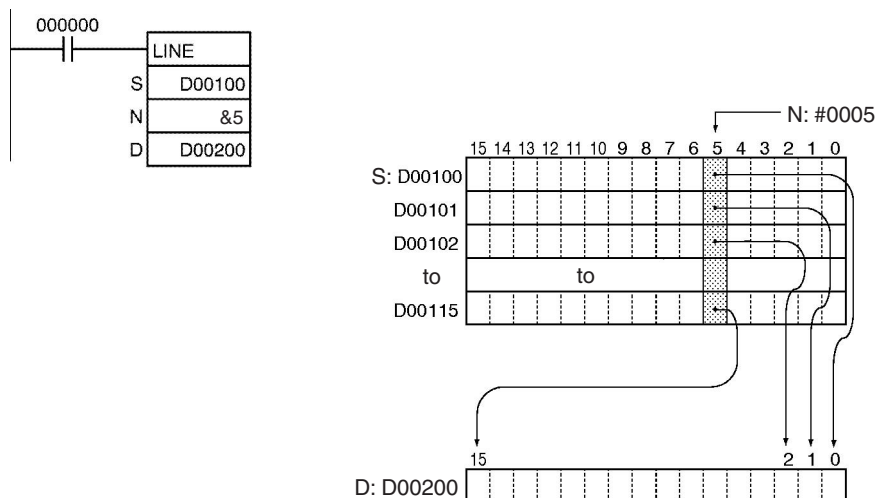 000000
LINE
S D00100
N &5
D D00200
N: #0005
15 14 13 12 11 10 9 8 7 6 5 4 3 2 1 0
S: D00100
D00101
D00102
to to
D00115
15 2 1 0
D: D00200